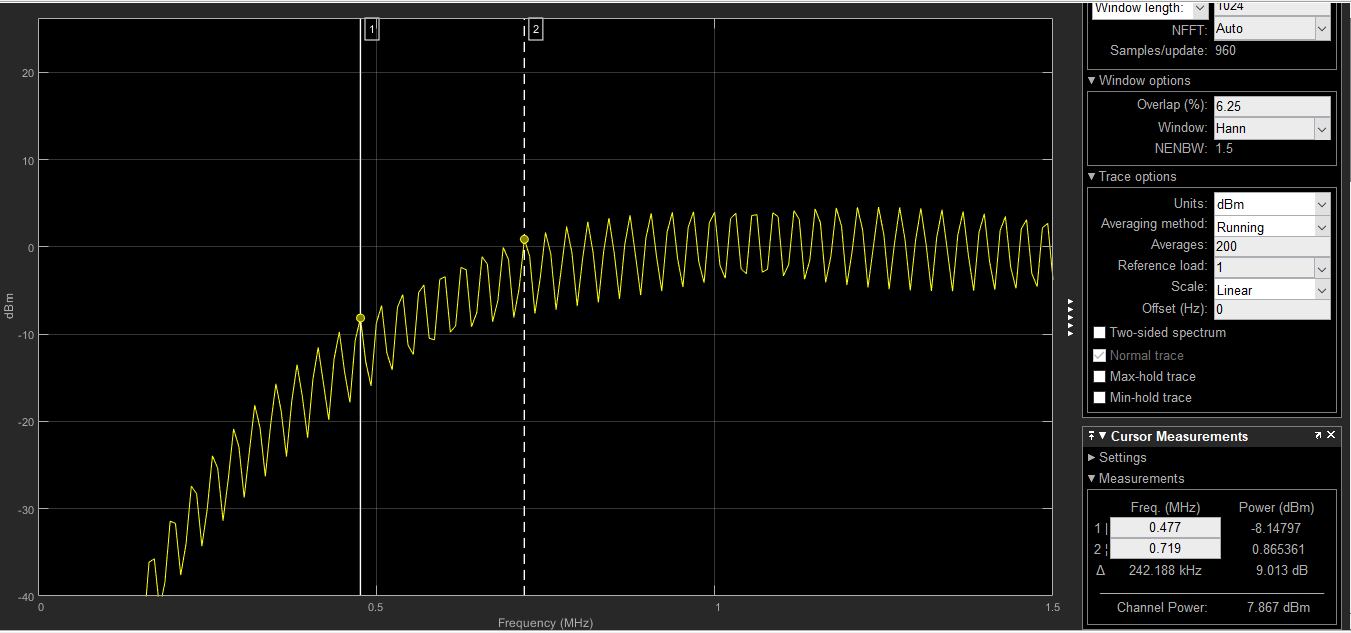 Window length: 1024
NFFT: Auto
Samples/update: 960
Window options
Overlap (%): 6.25
Window: Hann
NENBW: 1.5
Trace options
Units: dBm
Averaging method: Running
Averages: 200
Reference load: 1
Scale: Linear
Offset (Hz): 0
Two-sided spectrum
Normal trace
Max-hold trace
Min-hold trace
Cursor Measurements
Settings
Measurements
Freq. (MHz) Power (dBm)
1 | 0.477 -8.14797
2 ¦ 0.719 0.865361
Δ 242.188 kHz 9.013 dB
Channel Power: 7.867 dBm
1 2
20
10
0
-10
-20
-30
-40
dBm
0 0.5 1 1.5
Frequency (MHz)